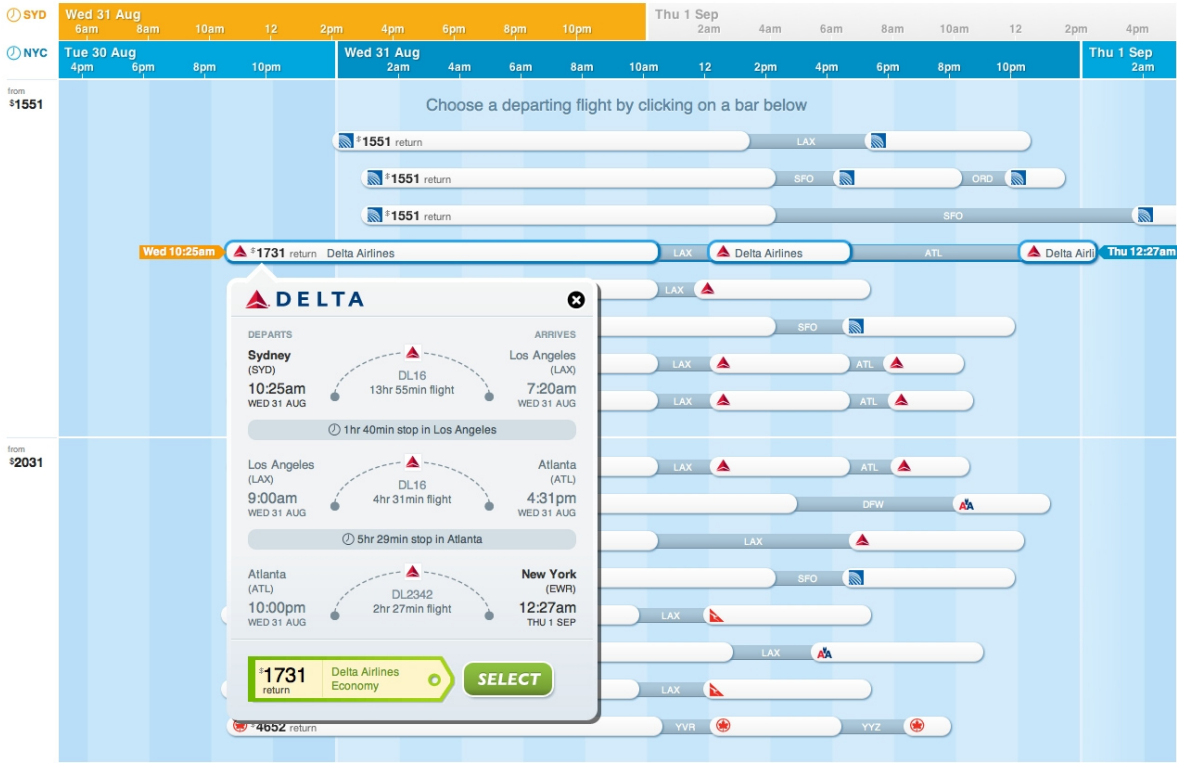 SYD Wed 31 Aug Thu 1 Sep
6am 8am 10am 12 2pm 4pm 6pm 8pm 10pm 2am 4am 6am 8am 10am 12 2pm 4pm
NYC Tue 30 Aug Wed 31 Aug Thu 1 Sep
4pm 6pm 8pm 10pm 2am 4am 6am 8am 10am 12 2pm 4pm 6pm 8pm 10pm 2am
from
$1551
Choose a departing flight by clicking on a bar below
$1551 return LAX
$1551 return SFO ORD
$1551 return SFO
Wed 10:25am $1731 return Delta Airlines LAX Delta Airlines ATL Delta Airli Thu 12:27am
LAX
SFO
LAX ATL
LAX ATL
DELTA
DEPARTS ARRIVES
Sydney Los Angeles
(SYD) (LAX)
DL16
10:25am 13hr 55min flight 7:20am
WED 31 AUG WED 31 AUG
1hr 40min stop in Los Angeles
Los Angeles Atlanta
(LAX) (ATL)
DL16
9:00am 4hr 31min flight 4:31pm
WED 31 AUG WED 31 AUG
5hr 29min stop in Atlanta
Atlanta New York
(ATL) (EWR)
DL2342
10:00pm 2hr 27min flight 12:27am
WED 31 AUG THU 1 SEP
$1731 Delta Airlines
return Economy
SELECT
from
$2031
LAX ATL
DFW AA
LAX
SFO
LAX
LAX AA
LAX
$4652 return YVR YYZ